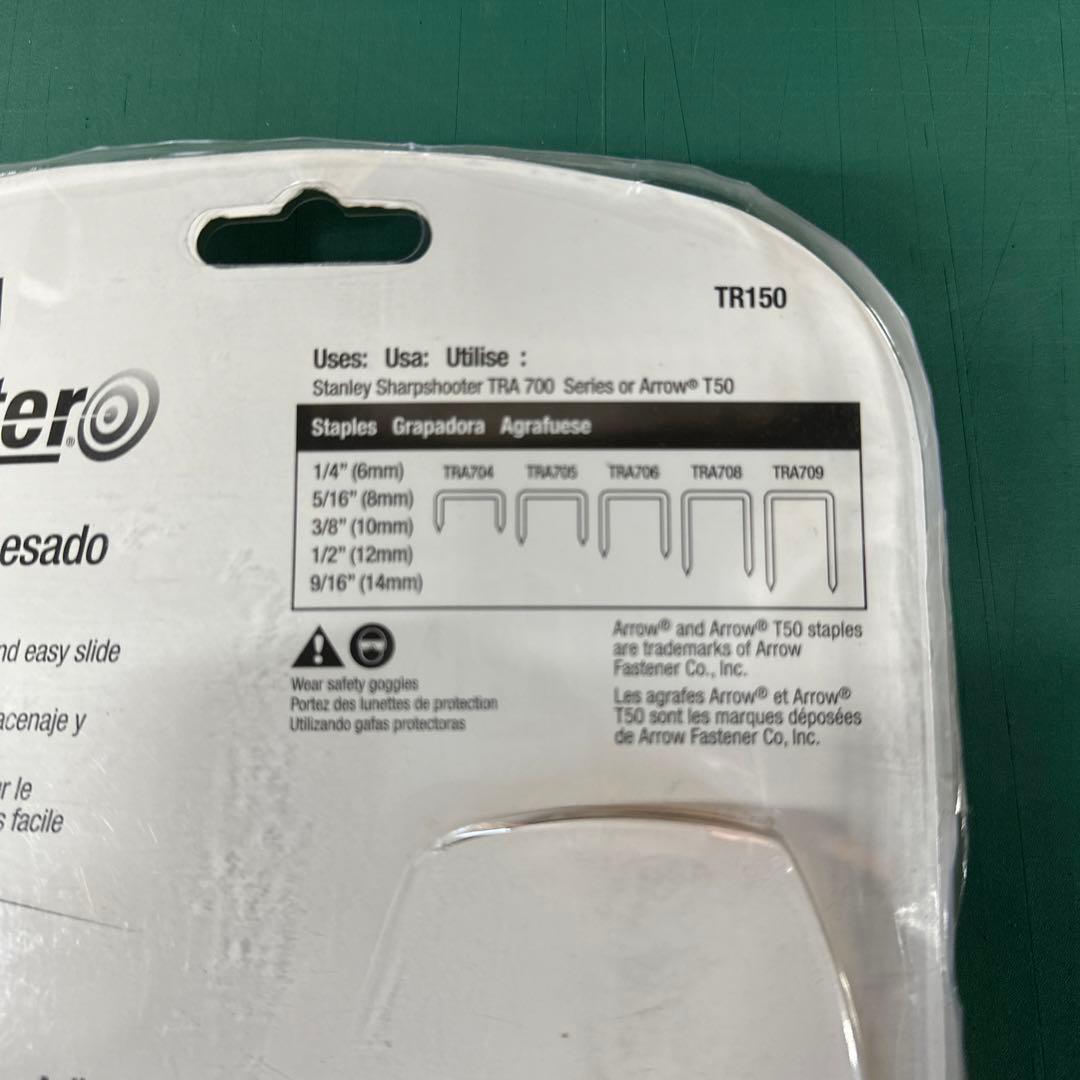 TR150
Uses: Usa: Utilise :
Stanley Sharpshooter TRA 700 Series or Arrow® T50
Staples Grapadora Agrafuese
1/4" (6mm)
5/16" (8mm)
3/8" (10mm)
1/2" (12mm)
9/16" (14mm)
TRA704 TRA705 TRA706 TRA708 TRA709
Wear safety goggles
Portez des lunettes de protection
Utilizando gafas protectoras
Arrow® and Arrow® T50 staples
are trademarks of Arrow
Fastener Co., Inc.
Les agrafes Arrow® et Arrow®
T50 sont les marques déposées
de Arrow Fastener Co, Inc.
ter®
esado
nd easy slide
acenaje y
r le
s facile